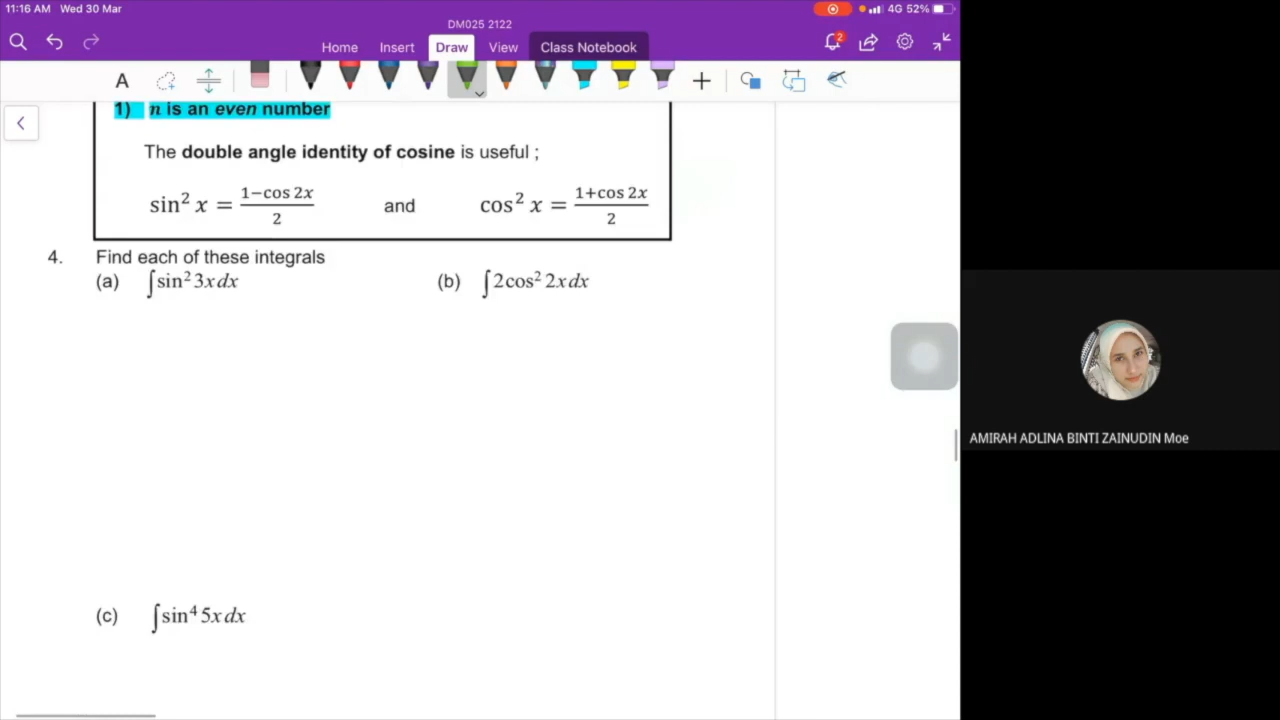 11:16 AM Wed 30 Mar
4G 52%
DM025 2122
Home Insert Draw View Class Notebook
2
A
1) n is an even number
The double angle identity of cosine is useful ;
sin² x = (1−cos 2x)/2 and cos² x = (1+cos 2x)/2
4. Find each of these integrals
(a) ∫sin² 3x dx (b) ∫2cos² 2x dx
(c) ∫sin⁴ 5x dx
AMIRAH ADLINA BINTI ZAINUDIN Moe